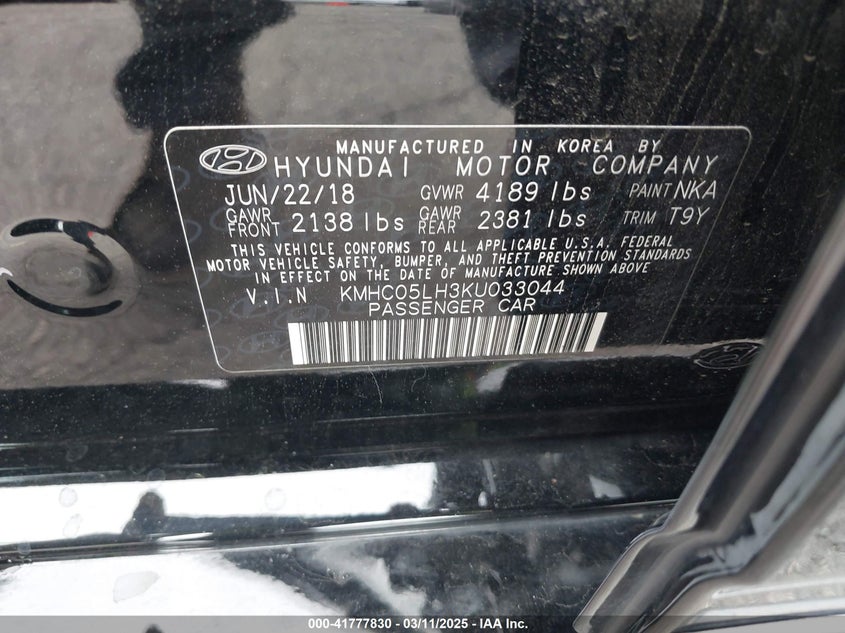 MANUFACTURED IN KOREA BY
HYUNDAI MOTOR COMPANY
JUN/22/18 GVWR 4189 lbs PAINT NKA
GAWR FRONT 2138 lbs GAWR REAR 2381 lbs TRIM T9Y
THIS VEHICLE CONFORMS TO ALL APPLICABLE U.S.A. FEDERAL
MOTOR VEHICLE SAFETY, BUMPER, AND THEFT PREVENTION STANDARDS
IN EFFECT ON THE DATE OF MANUFACTURE SHOWN ABOVE
V.I.N KMHC05LH3KU033044
PASSENGER CAR
000-41777830 - 03/11/2025 - IAA Inc.